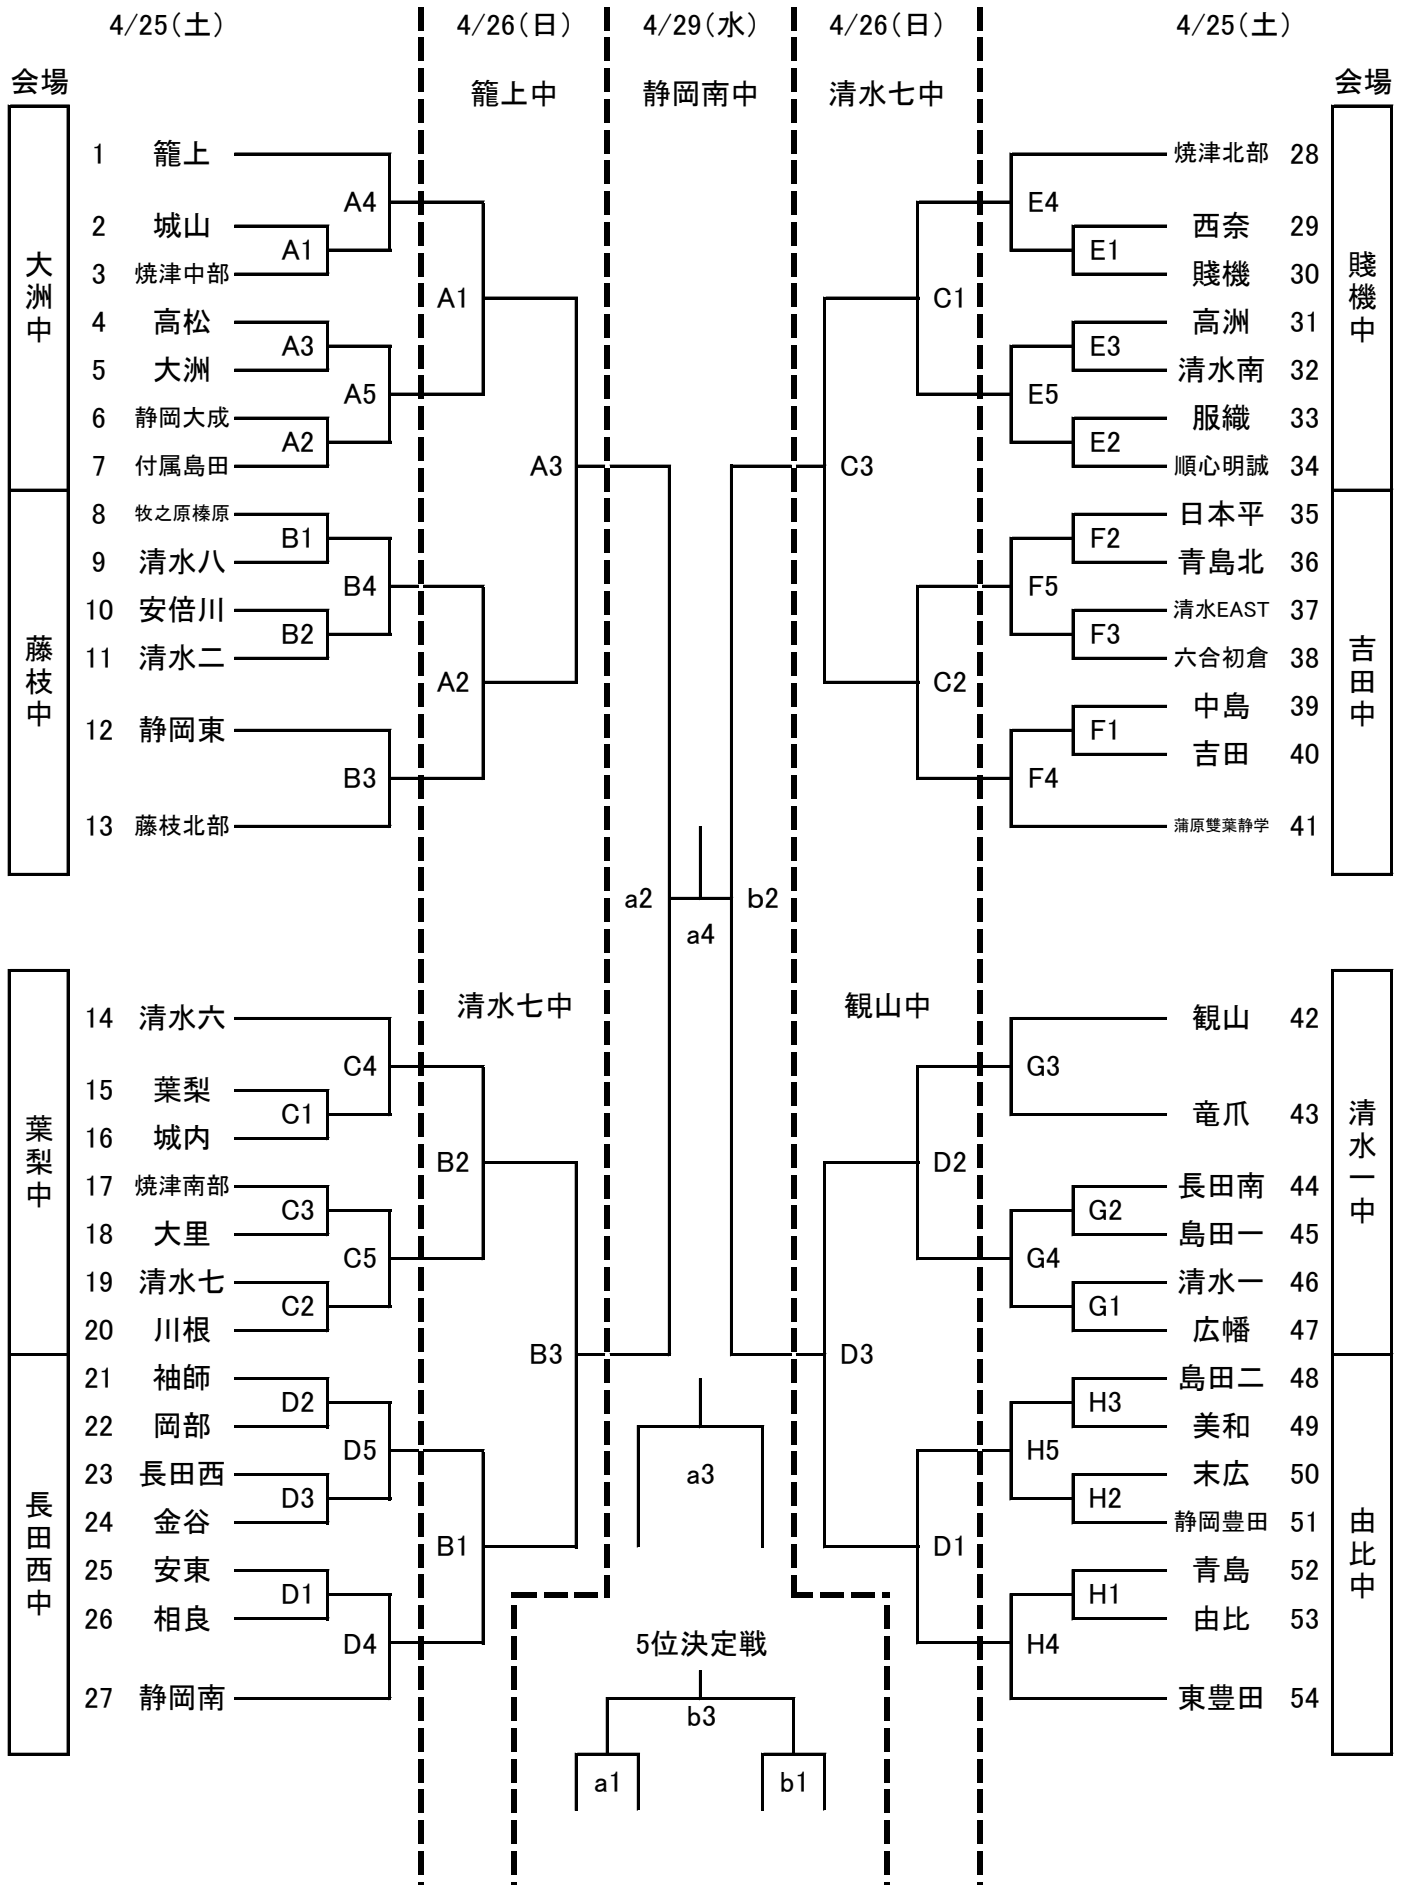 4/25(土) 4/26(日) 4/29(水) 4/26(日) 4/25(土)
会場 籠上中 静岡南中 清水七中 会場
大洲中
1 籠上
A4
2 城山
A1
3 焼津中部
A1
4 高松
A3
5 大洲
A5
6 静岡大成
A2
7 付属島田
A3
藤枝中
8 牧之原榛原
B1
9 清水八
B4
10 安倍川
B2
11 清水二
A2
12 静岡東
B3
13 藤枝北部
賤機中
焼津北部 28
E4
西奈 29
E1
賤機 30
C1
高洲 31
E3
清水南 32
E5
服織 33
E2
順心明誠 34
C3
吉田中
日本平 35
F2
青島北 36
F5
清水EAST 37
F3
六合初倉 38
C2
中島 39
F1
吉田 40
F4
蒲原雙葉静学 41
a2 b2
a4
清水七中 観山中
葉梨中
14 清水六
C4
15 葉梨
C1
16 城内
B2
17 焼津南部
C3
18 大里
C5
19 清水七
C2
20 川根
B3
長田西中
21 袖師
D2
22 岡部
D5
23 長田西
D3
24 金谷
B1
25 安東
D1
26 相良
D4
27 静岡南
清水一中
観山 42
G3
竜爪 43
D2
長田南 44
G2
島田一 45
G4
清水一 46
G1
広幡 47
D3
由比中
島田二 48
H3
美和 49
H5
末広 50
H2
静岡豊田 51
D1
青島 52
H1
由比 53
H4
東豊田 54
a3
5位決定戦
b3
a1 b1